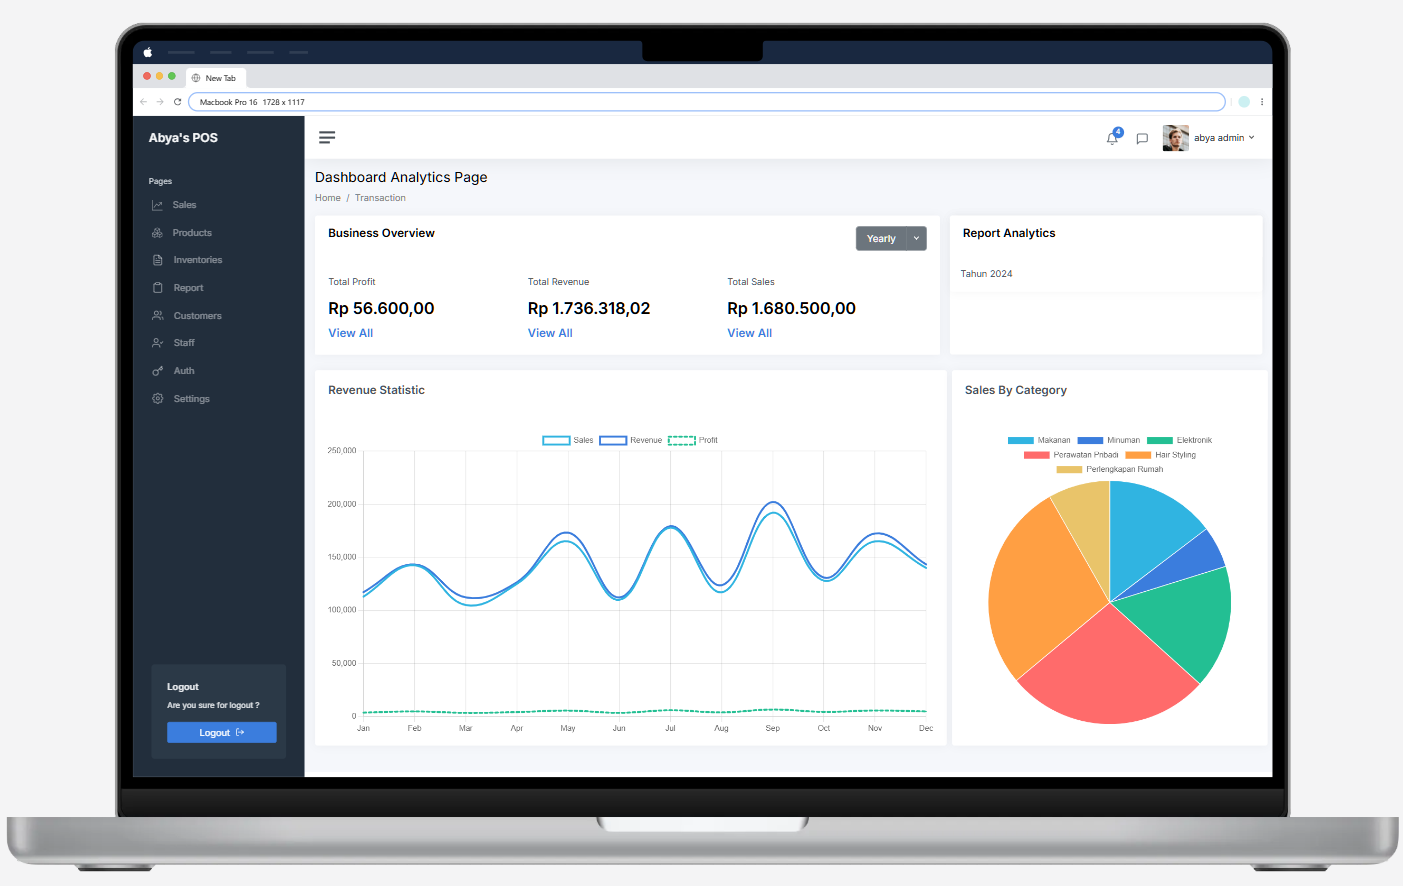 New Tab
Macbook Pro 16 1728 x 1117
Abya's POS
4
abya admin
Pages
Sales
Products
Inventories
Report
Customers
Staff
Auth
Settings
Logout
Are you sure for logout ?
Logout
Dashboard Analytics Page
Home / Transaction
Business Overview
Yearly
Total Profit
Total Revenue
Total Sales
Rp 56.600,00
Rp 1.736.318,02
Rp 1.680.500,00
View All
View All
View All
Report Analytics
Tahun 2024
Revenue Statistic
Sales Revenue Profit
250,000
200,000
150,000
100,000
50,000
0
Jan Feb Mar Apr May Jun Jul Aug Sep Oct Nov Dec
Sales By Category
Makanan Minuman Elektronik
Perawatan Pribadi Hair Styling
Perlengkapan Rumah